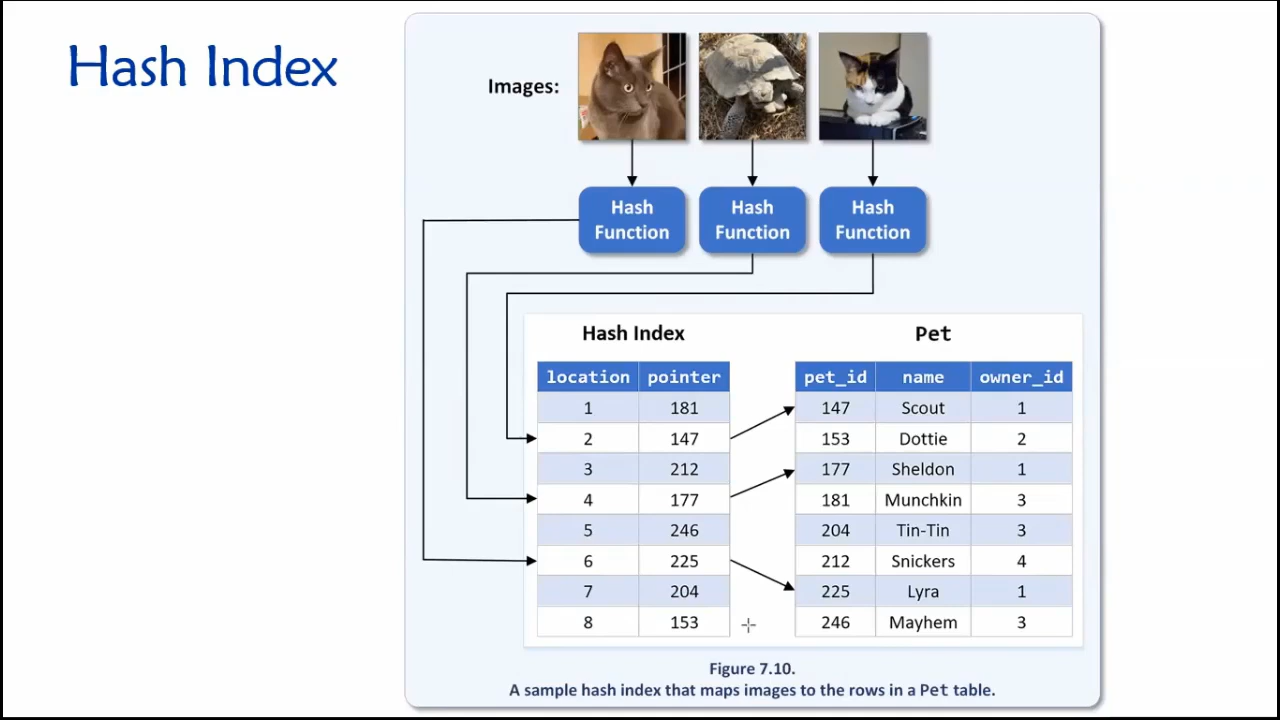 Hash Index
Images:
Hash
Function
Hash
Function
Hash
Function
Hash Index
location pointer
1 181
2 147
3 212
4 177
5 246
6 225
7 204
8 153
Pet
pet_id name owner_id
147 Scout 1
153 Dottie 2
177 Sheldon 1
181 Munchkin 3
204 Tin-Tin 3
212 Snickers 4
225 Lyra 1
246 Mayhem 3
Figure 7.10.
A sample hash index that maps images to the rows in a Pet table.